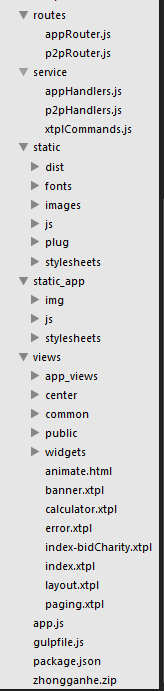 routes
appRouter.js
p2pRouter.js
service
appHandlers.js
p2pHandlers.js
xtplCommands.js
static
dist
fonts
images
js
plug
stylesheets
static_app
img
js
stylesheets
views
app_views
center
common
public
widgets
animate.html
banner.xtpl
calculator.xtpl
error.xtpl
index-bidCharity.xtpl
index.xtpl
layout.xtpl
paging.xtpl
app.js
gulpfile.js
package.json
zhongganhe.zip